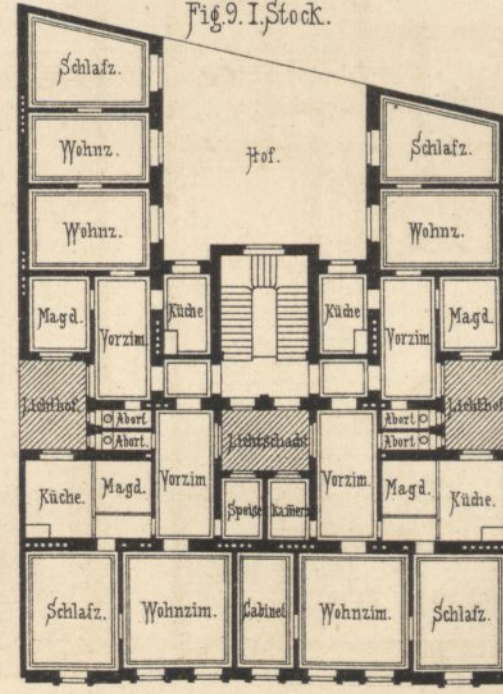 Fig. 9. I. Stock.
Schlafz.
Hof.
Wohnz.
Schlafz.
Wohnz.
Wohnz.
Magd.
Vorzim.
Küche
Küche
Vorzim.
Magd.
Lichthof.
Abort
Abort.
Lichtschacht
Abort
Abort
Lichthof
Küche.
Magd.
Vorzim
Speise
kamern
Vorzim.
Magd.
Küche.
Schlafz.
Wohnzim.
Cabinet
Wohnzim.
Schlafz.